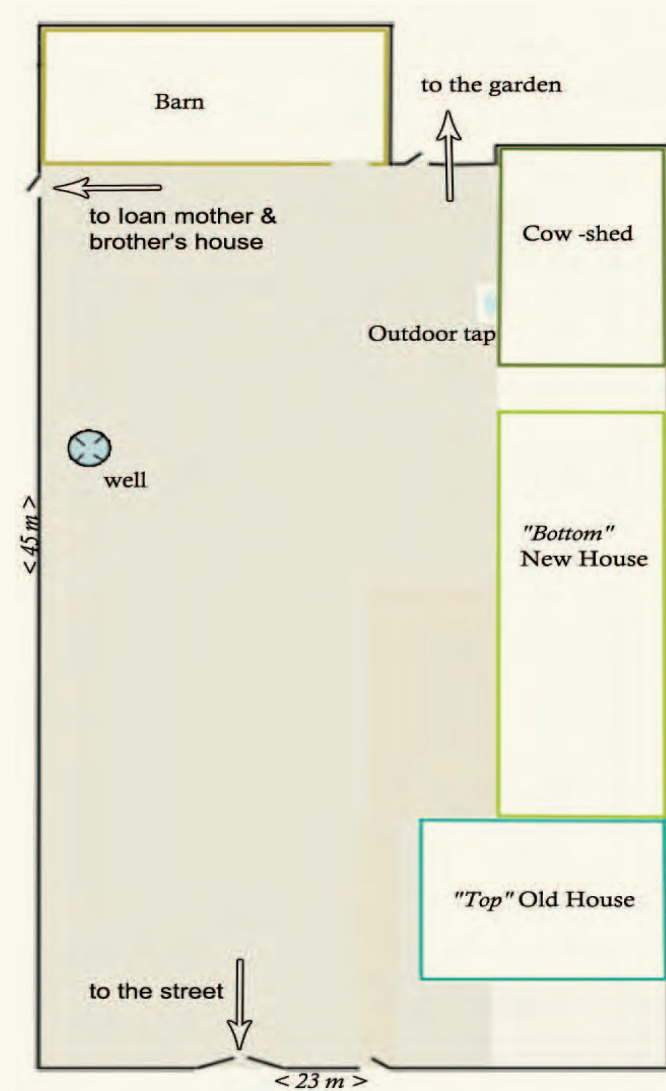 to the garden
Barn
to Ioan mother &
brother's house
Cow -shed
Outdoor tap
well
< 45 m >
"Bottom"
New House
"Top" Old House
to the street
< 23 m >